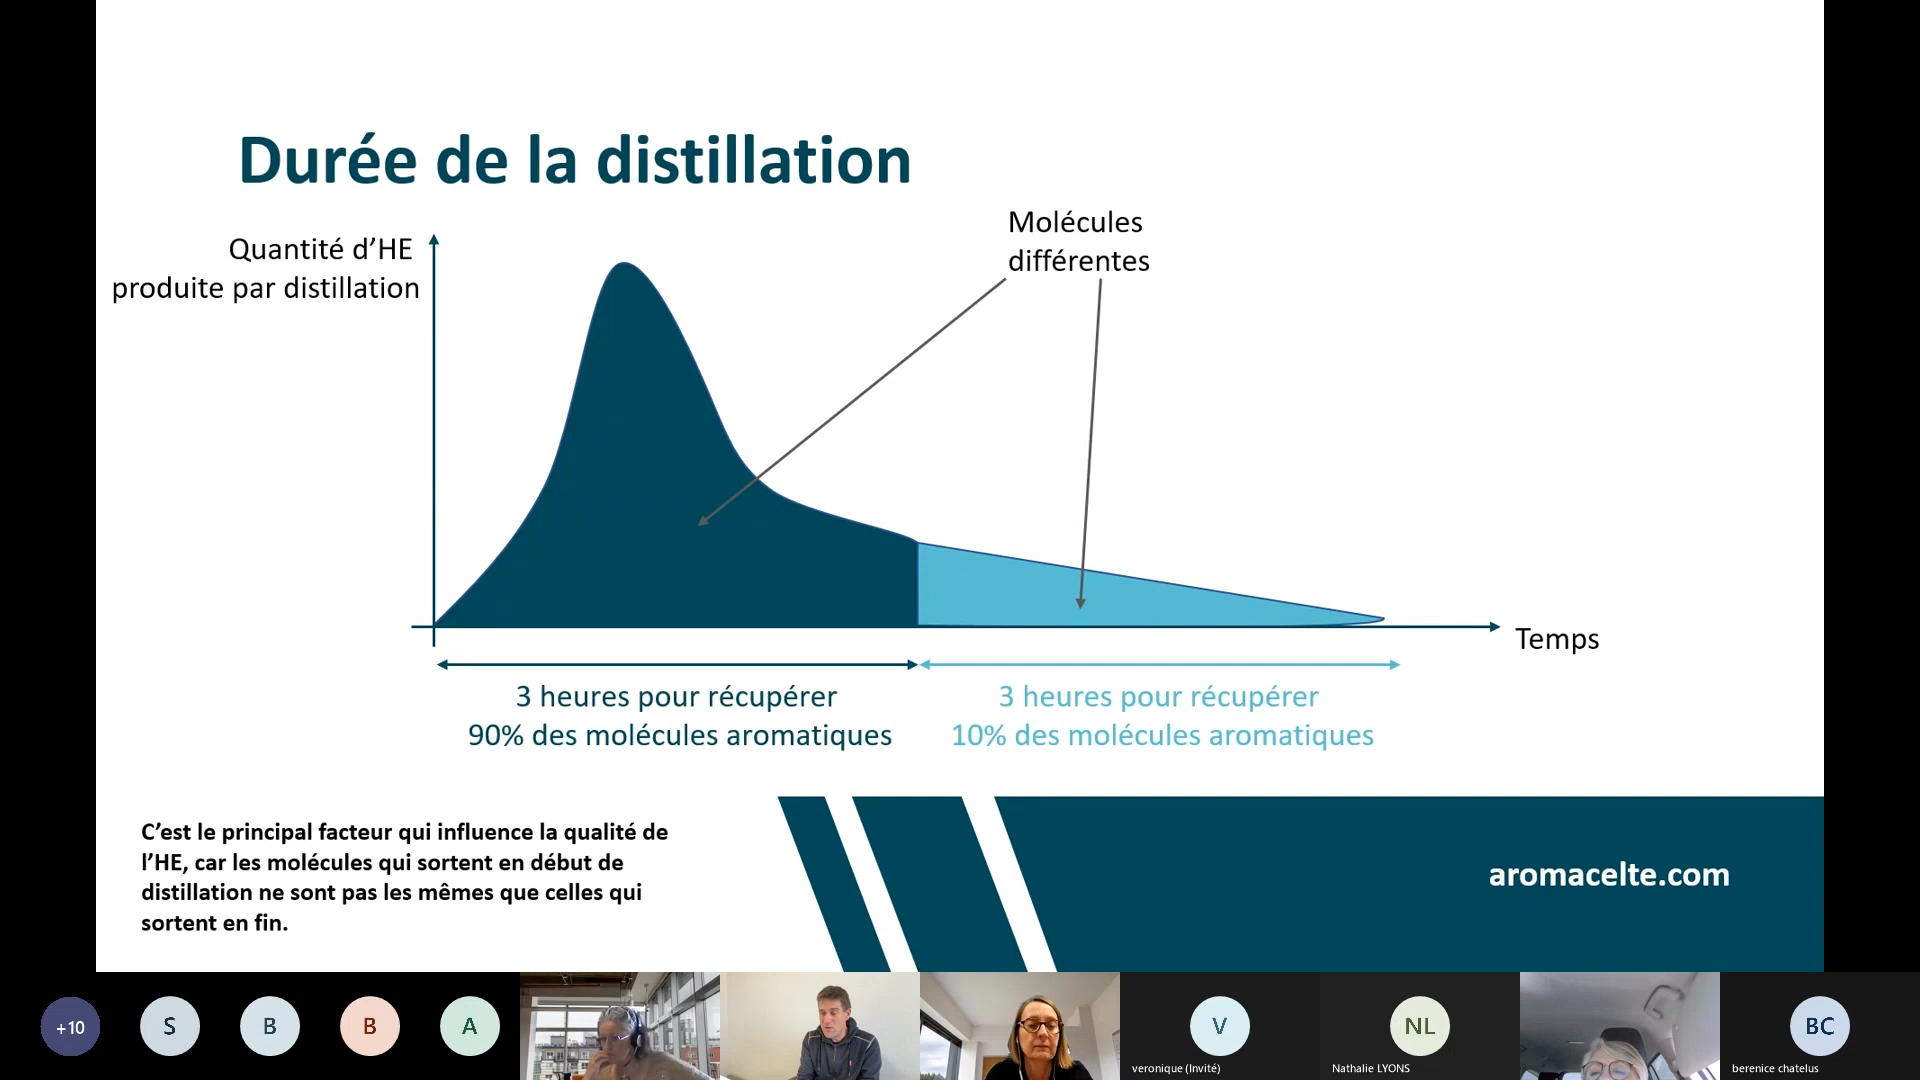 Durée de la distillation
Quantité d’HE
produite par distillation
Molécules
différentes
Temps
3 heures pour récupérer
90% des molécules aromatiques
3 heures pour récupérer
10% des molécules aromatiques
C’est le principal facteur qui influence la qualité de
l’HE, car les molécules qui sortent en début de
distillation ne sont pas les mêmes que celles qui
sortent en fin.
aromacelte.com
+10
S
B
B
A
V
veronique (Invité)
NL
Nathalie LYONS
BC
berenice chatelus